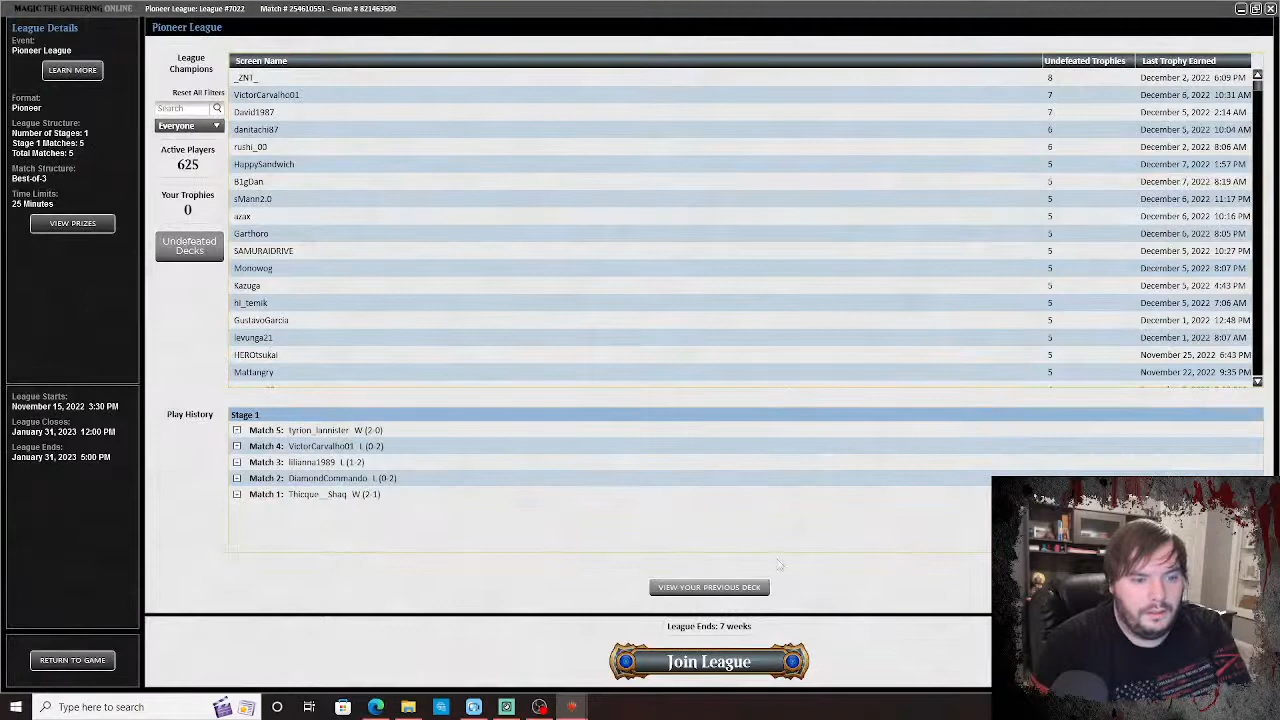 MAGIC THE GATHERING ONLINE
Pioneer League: League #7022
Match # 254610551 - Game # 821463500
League Details
Event:
Pioneer League
LEARN MORE
Format:
Pioneer
League Structure:
Number of Stages: 1
Stage 1 Matches: 5
Total Matches: 5
Match Structure:
Best-of-3
Time Limits:
25 Minutes
VIEW PRIZES
League Starts:
November 15, 2022 3:30 PM
League Closes:
January 31, 2023 12:00 PM
League Ends:
January 31, 2023 5:00 PM
RETURN TO GAME
Pioneer League
League
Champions
Reset All Filters
Search
Everyone
Active Players
625
Your Trophies
0
Undefeated
Decks
Screen Name Undefeated Trophies Last Trophy Earned
_ZNT_ 8 December 2, 2022 6:09 PM
VictorCarvalho01 7 December 6, 2022 10:31 AM
David1987 7 December 5, 2022 2:14 AM
danitachi87 6 December 5, 2022 10:04 AM
rushi_00 6 December 5, 2022 8:06 AM
HappySandwich 5 December 7, 2022 1:57 PM
B1gDan 5 December 7, 2022 8:19 AM
sMann2.0 5 December 6, 2022 11:17 PM
azax 5 December 6, 2022 10:16 PM
Garthoro 5 December 6, 2022 8:05 PM
SAMURAIDRIVE 5 December 5, 2022 10:27 PM
Monowog 5 December 5, 2022 8:07 PM
Kazuga 5 December 5, 2022 4:43 PM
hi_temik 5 December 5, 2022 7:06 AM
GustavoGarcia 5 December 1, 2022 12:48 PM
levunga21 5 December 1, 2022 8:07 AM
HEROtsukai 5 November 25, 2022 6:43 PM
Mattangry 5 November 22, 2022 9:35 PM
Play History
Stage 1
Match 5: tyrion_lannister W (2-0)
Match 4: VictorCarvalho01 L (0-2)
Match 3: lilianna1989 L (1-2)
Match 2: DiamondCommando L (0-2)
Match 1: Thicque__Shaq W (2-1)
VIEW YOUR PREVIOUS DECK
League Ends: 7 weeks
Join League
Type here to search